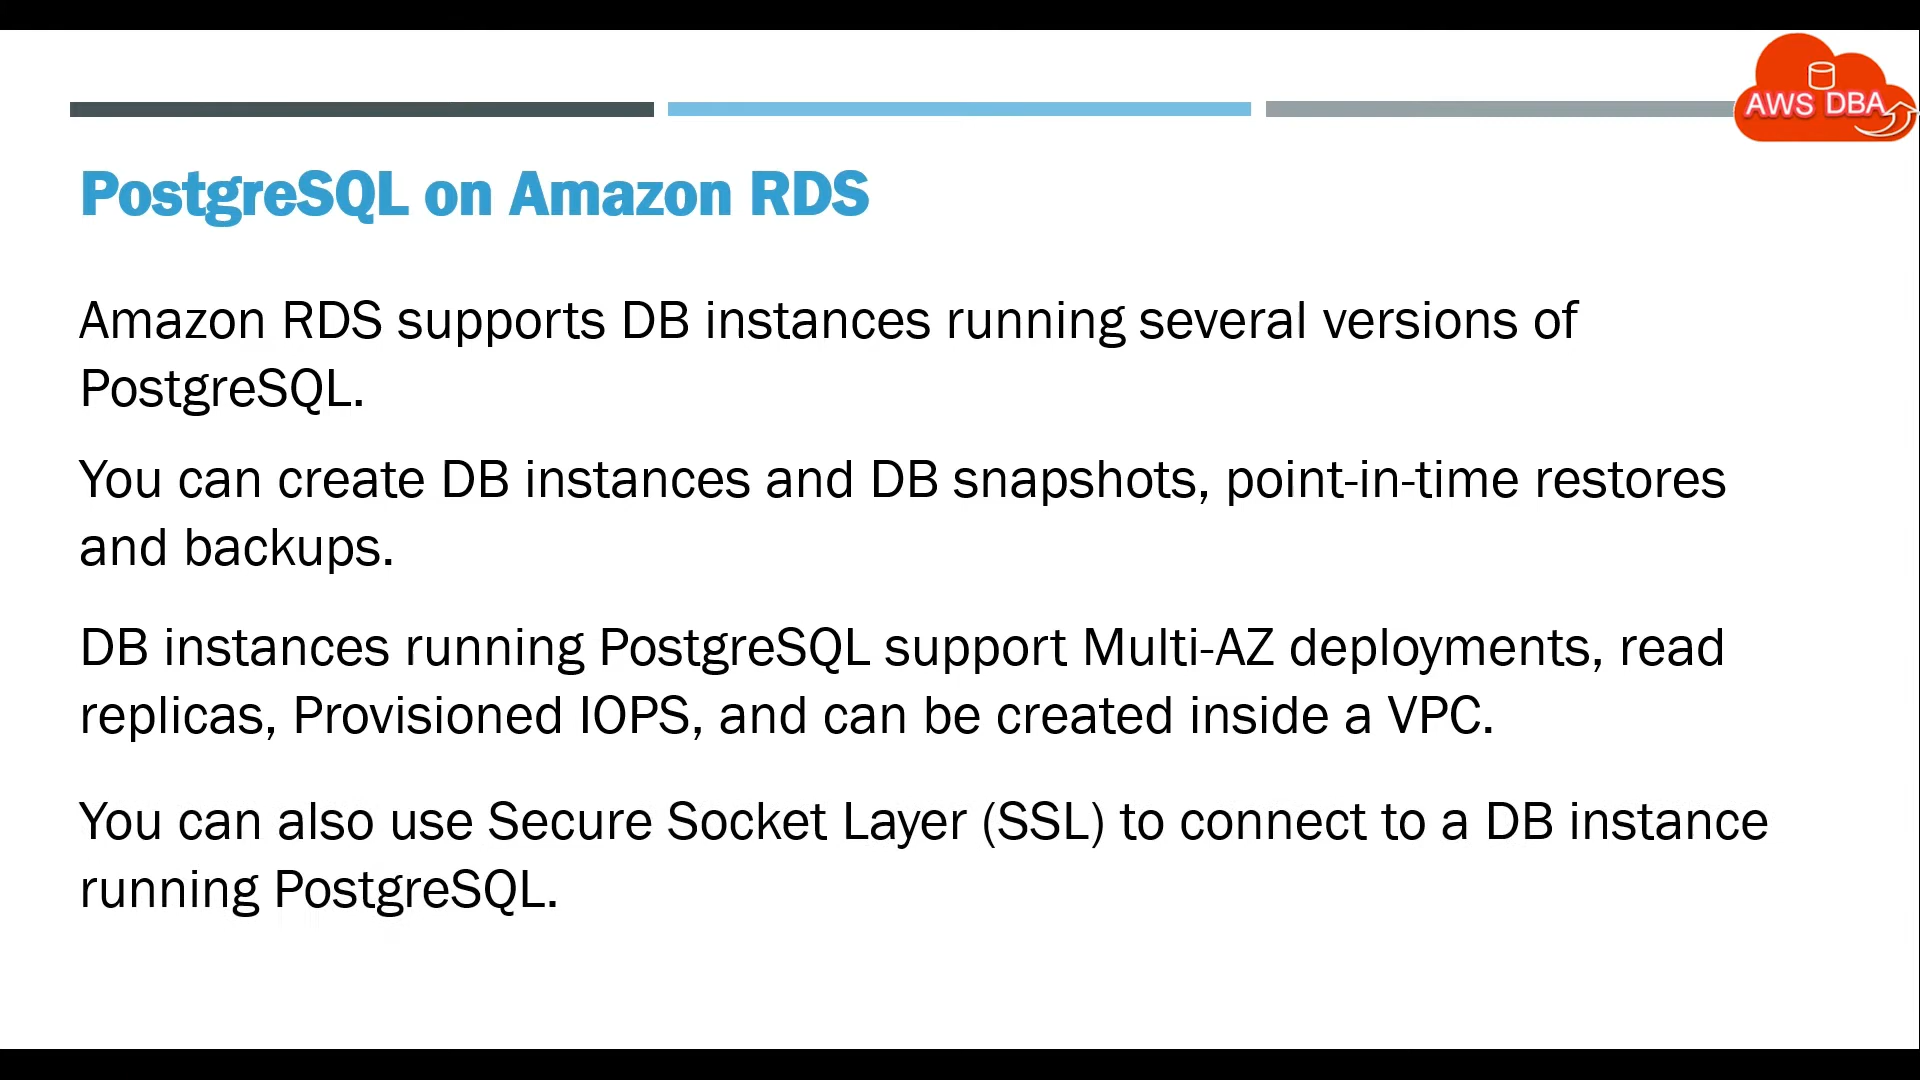 AWS DBA
PostgreSQL on Amazon RDS
Amazon RDS supports DB instances running several versions of
PostgreSQL.
You can create DB instances and DB snapshots, point-in-time restores
and backups.
DB instances running PostgreSQL support Multi-AZ deployments, read
replicas, Provisioned IOPS, and can be created inside a VPC.
You can also use Secure Socket Layer (SSL) to connect to a DB instance
running PostgreSQL.